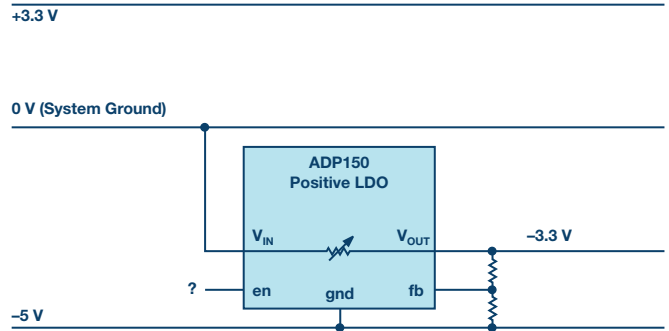 +3.3 V
0 V (System Ground)
ADP150
Positive LDO
VIN
VOUT
–3.3 V
?
en
gnd
fb
–5 V